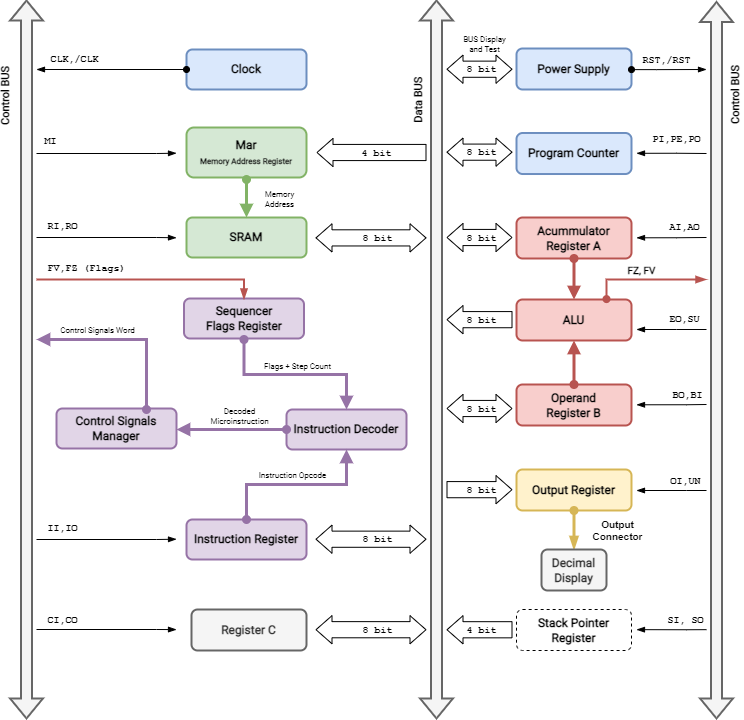 BUS Display
and Test
CLK,/CLK
Clock
8 bit
Power Supply
RST,/RST
Control BUS
Data BUS
Control BUS
MI
Mar
Memory Address Register
4 bit
8 bit
Program Counter
PI,PE,PO
Memory
Address
RI,RO
SRAM
8 bit
8 bit
Acummulator
Register A
AI,AO
FV,FZ (Flags)
FZ, FV
Sequencer
Flags Register
8 bit
ALU
EO,SU
Control Signals Word
Flags + Step Count
Decoded
Microinstruction
Control Signals
Manager
Instruction Decoder
8 bit
Operand
Register B
BO,BI
Instruction Opcode
8 bit
Output Register
OI,UN
Output
Connector
II,IO
Instruction Register
8 bit
Decimal
Display
CI,CO
Register C
8 bit
4 bit
Stack Pointer
Register
SI, SO